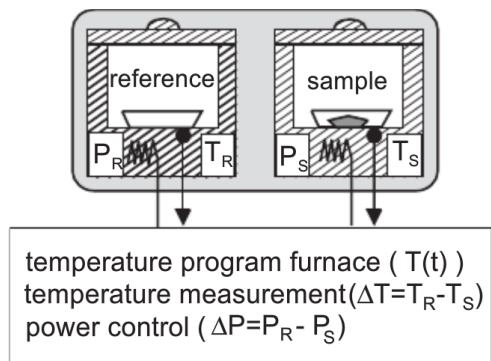 reference
sample
P_R
T_R
P_S
T_S
temperature program furnace ( T(t) )
temperature measurement(ΔT=T_R-T_S)
power control ( ΔP=P_R- P_S)